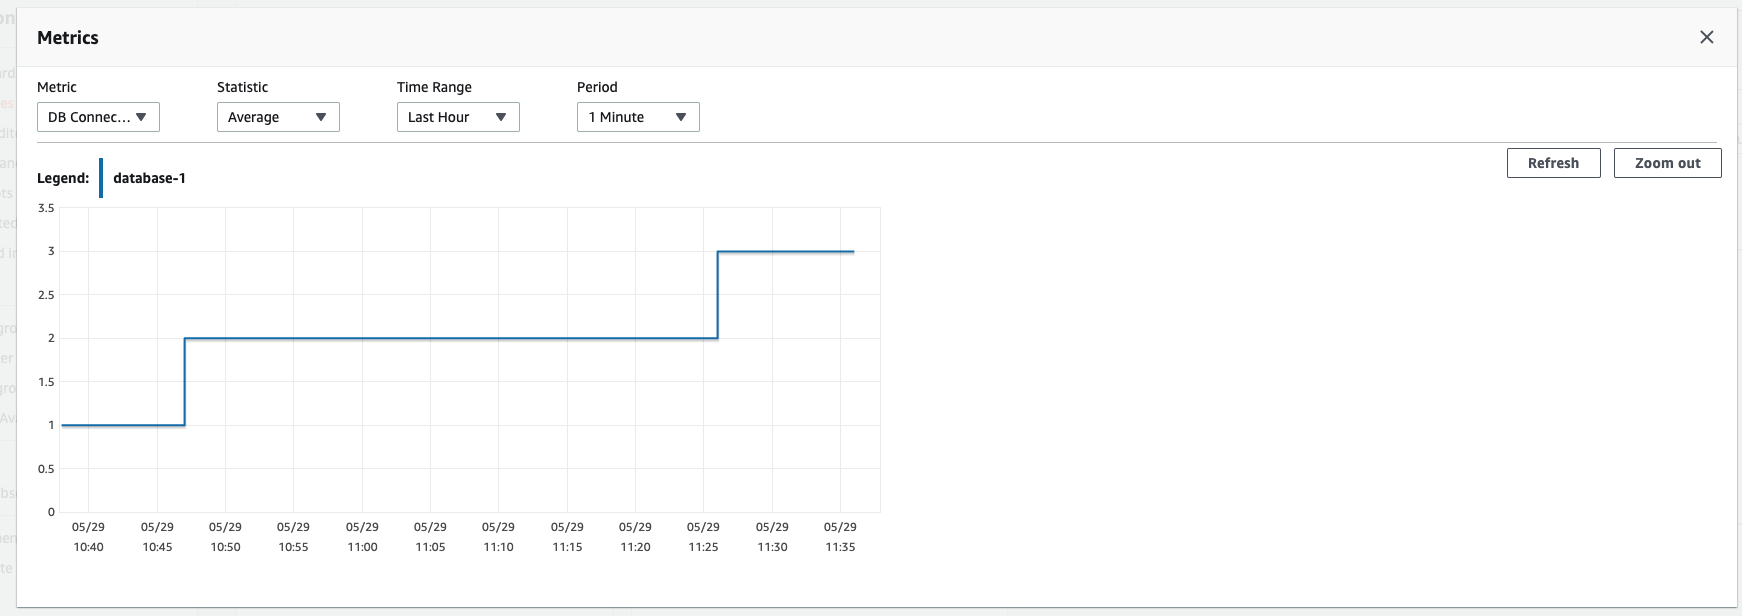 Metrics
Metric Statistic Time Range Period
DB Connec... Average Last Hour 1 Minute
Refresh Zoom out
Legend: database-1
3.5
3
2.5
2
1.5
1
0.5
0
05/29 05/29 05/29 05/29 05/29 05/29 05/29 05/29 05/29 05/29 05/29 05/29
10:40 10:45 10:50 10:55 11:00 11:05 11:10 11:15 11:20 11:25 11:30 11:35